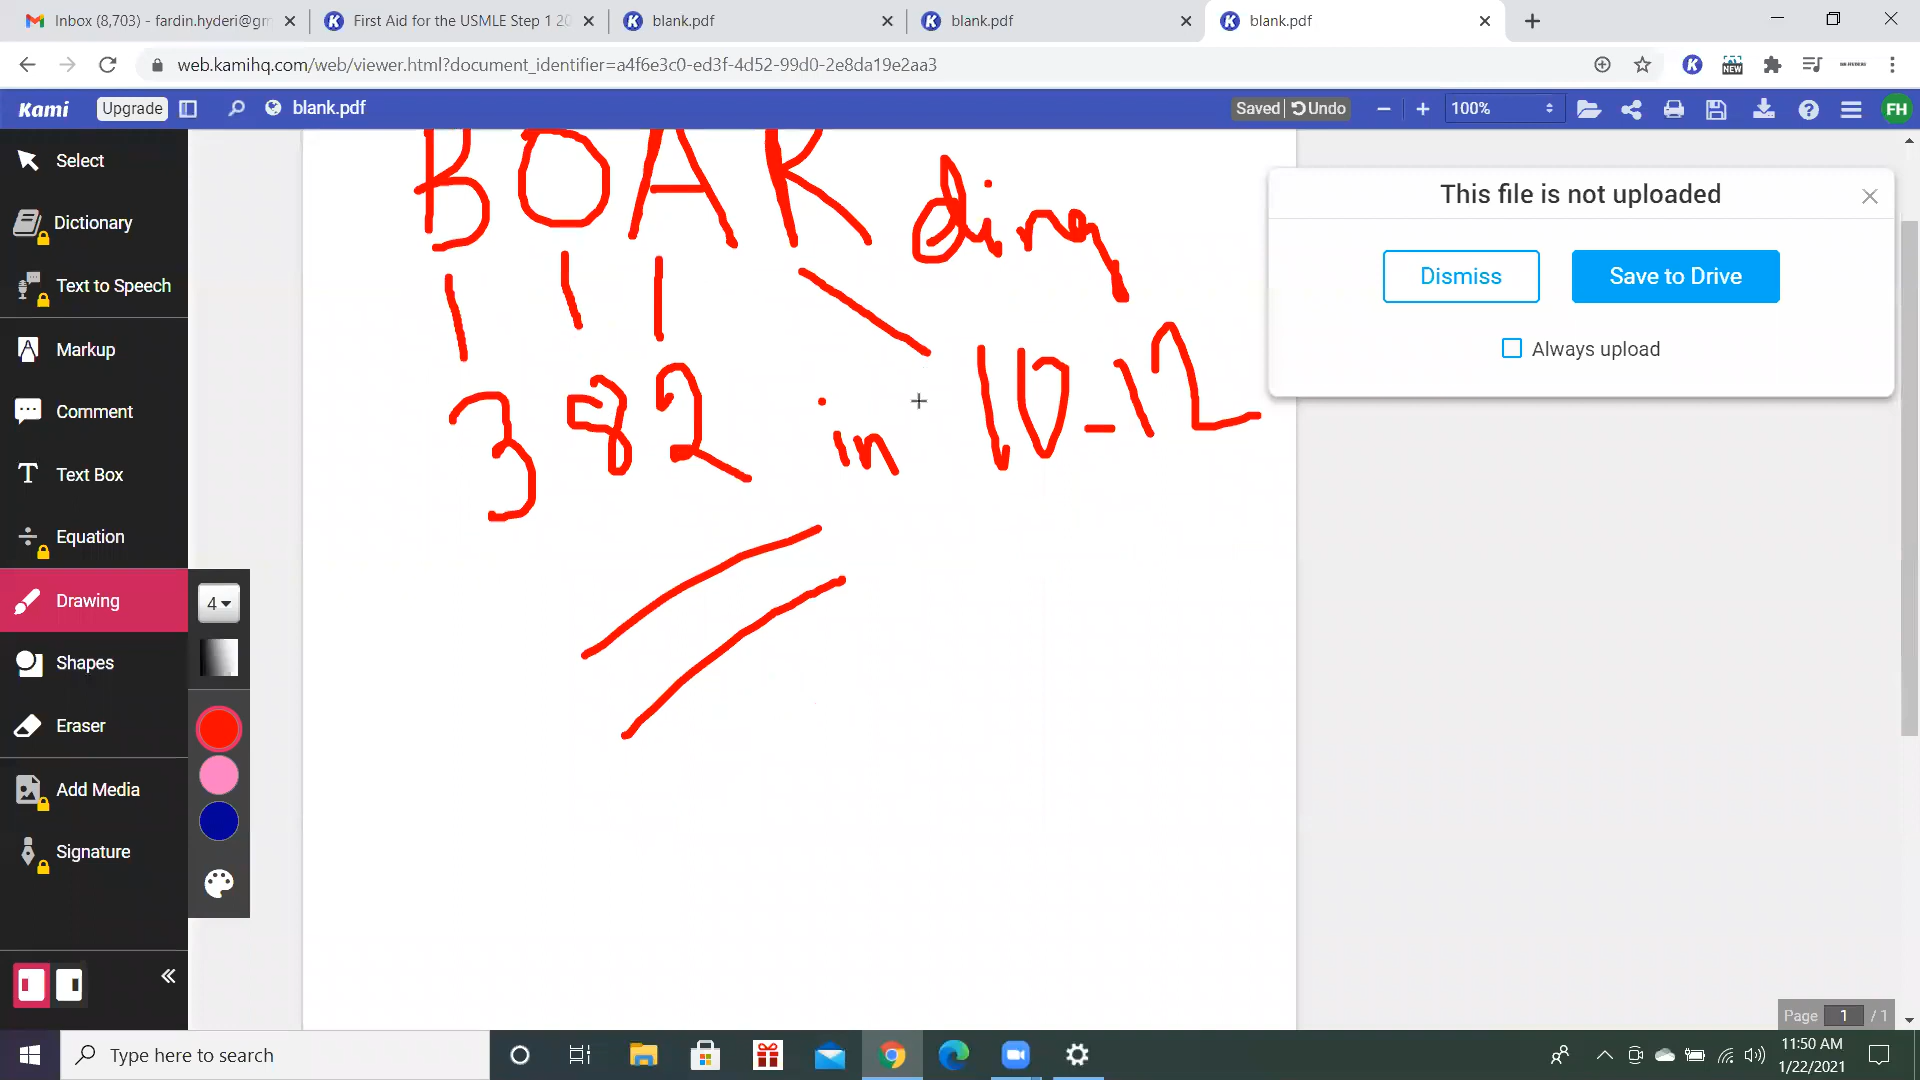 Inbox (8,703) - fardin.hyderi@gm
First Aid for the USMLE Step 1 20
blank.pdf
blank.pdf
blank.pdf
web.kamihq.com/web/viewer.html?document_identifier=a4f6e3c0-ed3f-4d52-99d0-2e8da19e2aa3
NEW
Kami
Upgrade
blank.pdf
Saved
Undo
100%
FH
Select
Dictionary
Text to Speech
Markup
Comment
Text Box
Equation
Drawing
Shapes
Eraser
Add Media
Signature
4
BOAR ding
382 in 10-12
This file is not uploaded
Dismiss
Save to Drive
Always upload
Page 1 / 1
Type here to search
11:50 AM
1/22/2021